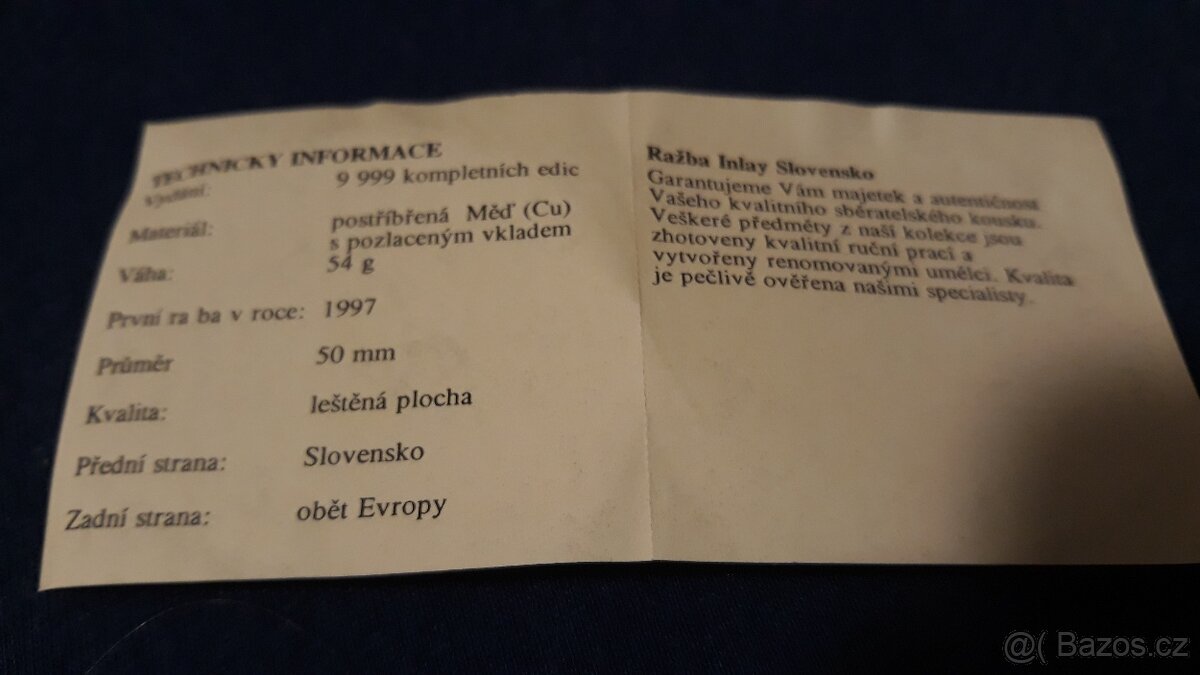 TECHNICKY INFORMACE
Vydání: 9 999 kompletních edic
Materiál: postříbřená Měď (Cu)
s pozlaceným vkladem
Váha: 54 g
První ra ba v roce: 1997
Průměr 50 mm
Kvalita: leštěná plocha
Přední strana: Slovensko
Zadní strana: obět Evropy
Ražba Inlay Slovensko
Garantujeme Vám majetek a autentičnost
Vašeho kvalitního sběratelského kousku.
Veškeré předměty z naší kolekce jsou
zhotoveny kvalitní ruční prací a
vytvořeny renomovanými umělci. Kvalita
je pečlivě ověřena našimi specialisty.
@( Bazos.cz